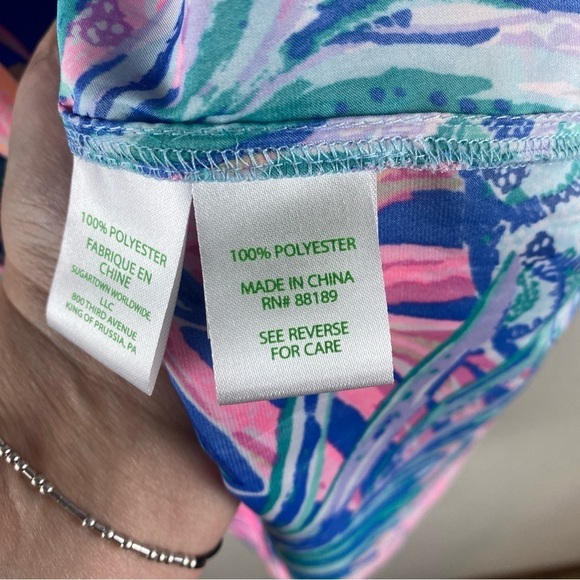 100% POLYESTER
FABRIQUE EN
CHINE
SUGARTOWN WORLDWIDE,
LLC.
800 THIRD AVENUE
KING OF PRUSSIA, PA
100% POLYESTER
MADE IN CHINA
RN# 88189
SEE REVERSE
FOR CARE